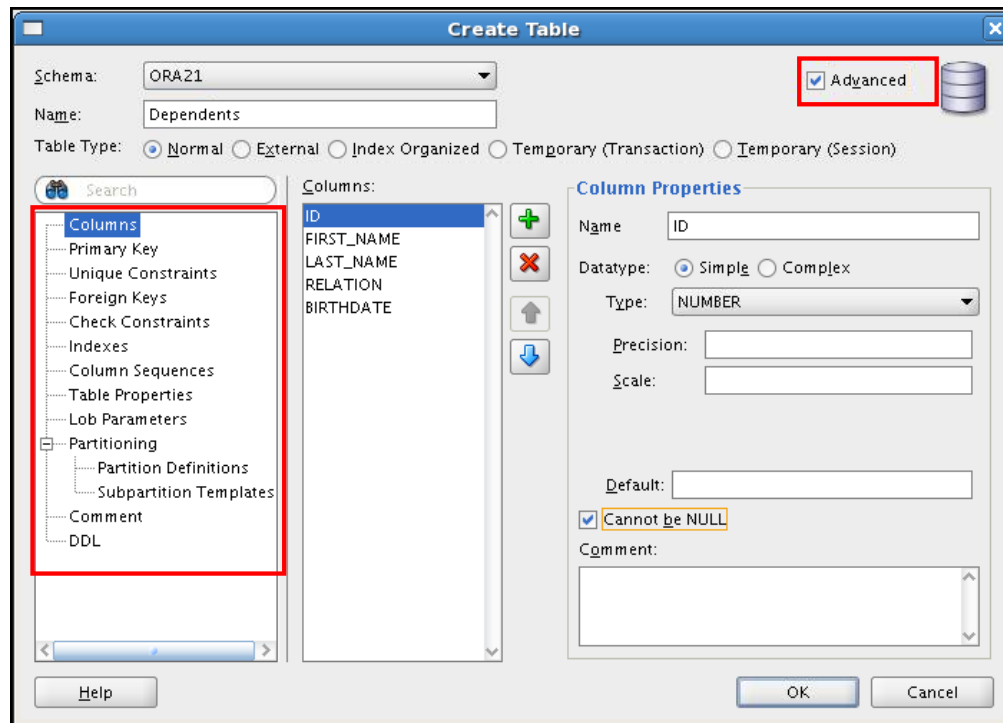 Create Table
Schema: ORA21
Advanced
Name: Dependents
Table Type: Normal External Index Organized Temporary (Transaction) Temporary (Session)
Search
Columns
Primary Key
Unique Constraints
Foreign Keys
Check Constraints
Indexes
Column Sequences
Table Properties
Lob Parameters
Partitioning
Partition Definitions
Subpartition Templates
Comment
DDL
Columns:
ID
FIRST_NAME
LAST_NAME
RELATION
BIRTHDATE
Column Properties
Name ID
Datatype: Simple Complex
Type: NUMBER
Precision:
Scale:
Default:
Cannot be NULL
Comment:
Help
OK
Cancel